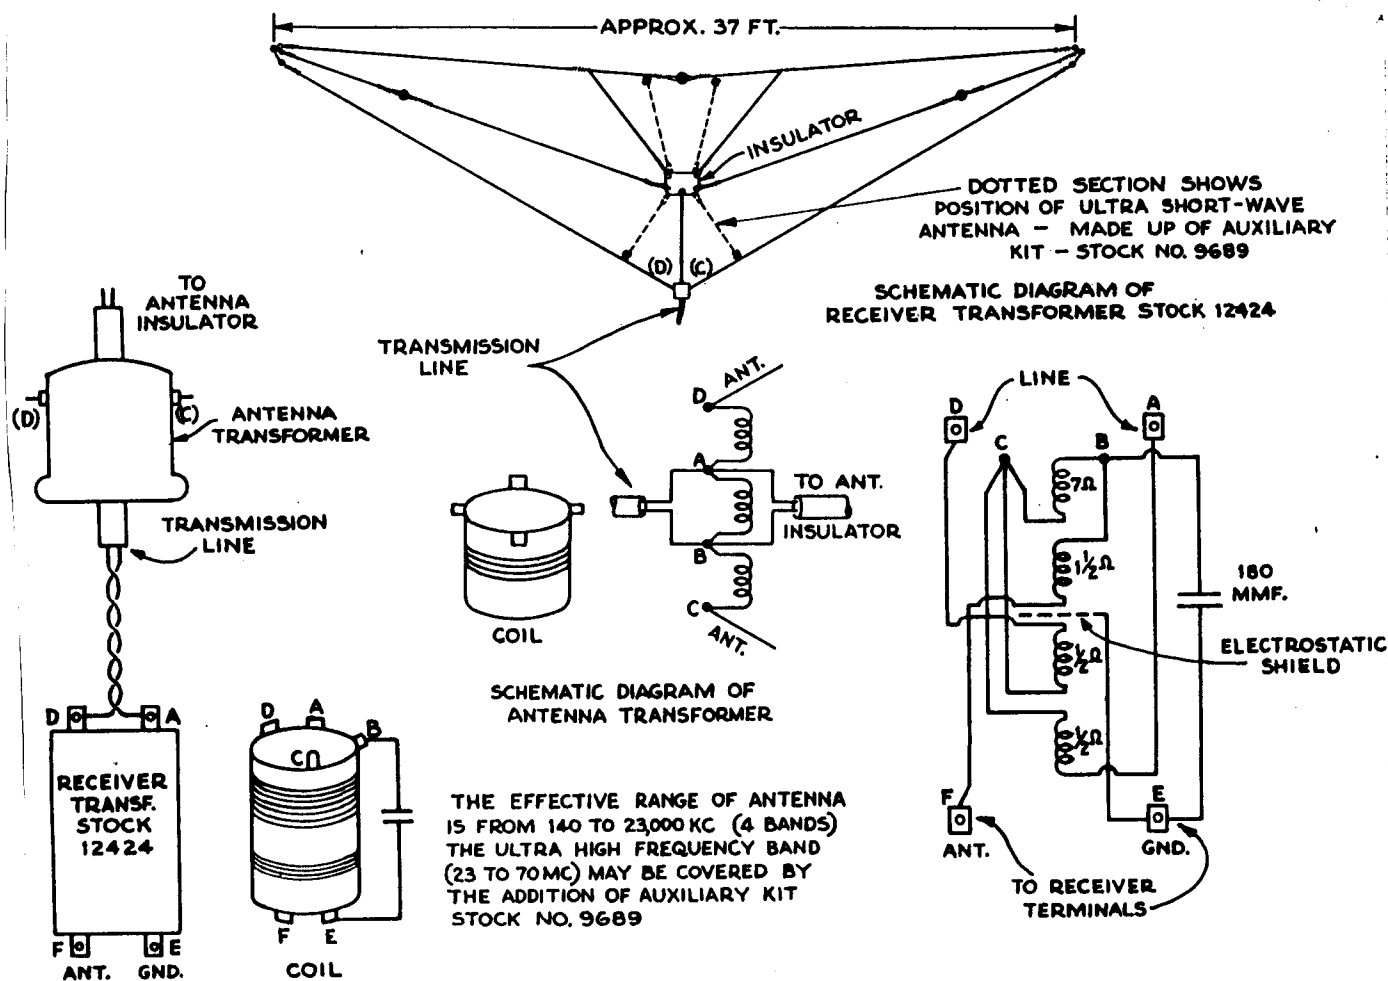 APPROX. 37 FT.
INSULATOR
DOTTED SECTION SHOWS
POSITION OF ULTRA SHORT-WAVE
ANTENNA - MADE UP OF AUXILIARY
KIT - STOCK NO. 9689
(D) (C)
SCHEMATIC DIAGRAM OF
RECEIVER TRANSFORMER STOCK 12424
TO
ANTENNA
INSULATOR
(D)
(C)
ANTENNA
TRANSFORMER
TRANSMISSION
LINE
D A
RECEIVER
TRANSF.
STOCK
12424
F E
ANT. GND.
TRANSMISSION
LINE
COIL
D
ANT.
A
TO ANT.
INSULATOR
B
C
ANT.
SCHEMATIC DIAGRAM OF
ANTENNA TRANSFORMER
D A B
C
F E
COIL
THE EFFECTIVE RANGE OF ANTENNA
IS FROM 140 TO 23,000 KC (4 BANDS)
THE ULTRA HIGH FREQUENCY BAND
(23 TO 70 MC) MAY BE COVERED BY
THE ADDITION OF AUXILIARY KIT
STOCK NO. 9689
LINE
D A
C B
7Ω
1½Ω
180
MMF.
ELECTROSTATIC
SHIELD
½Ω
½Ω
F E
ANT. GND.
TO RECEIVER
TERMINALS